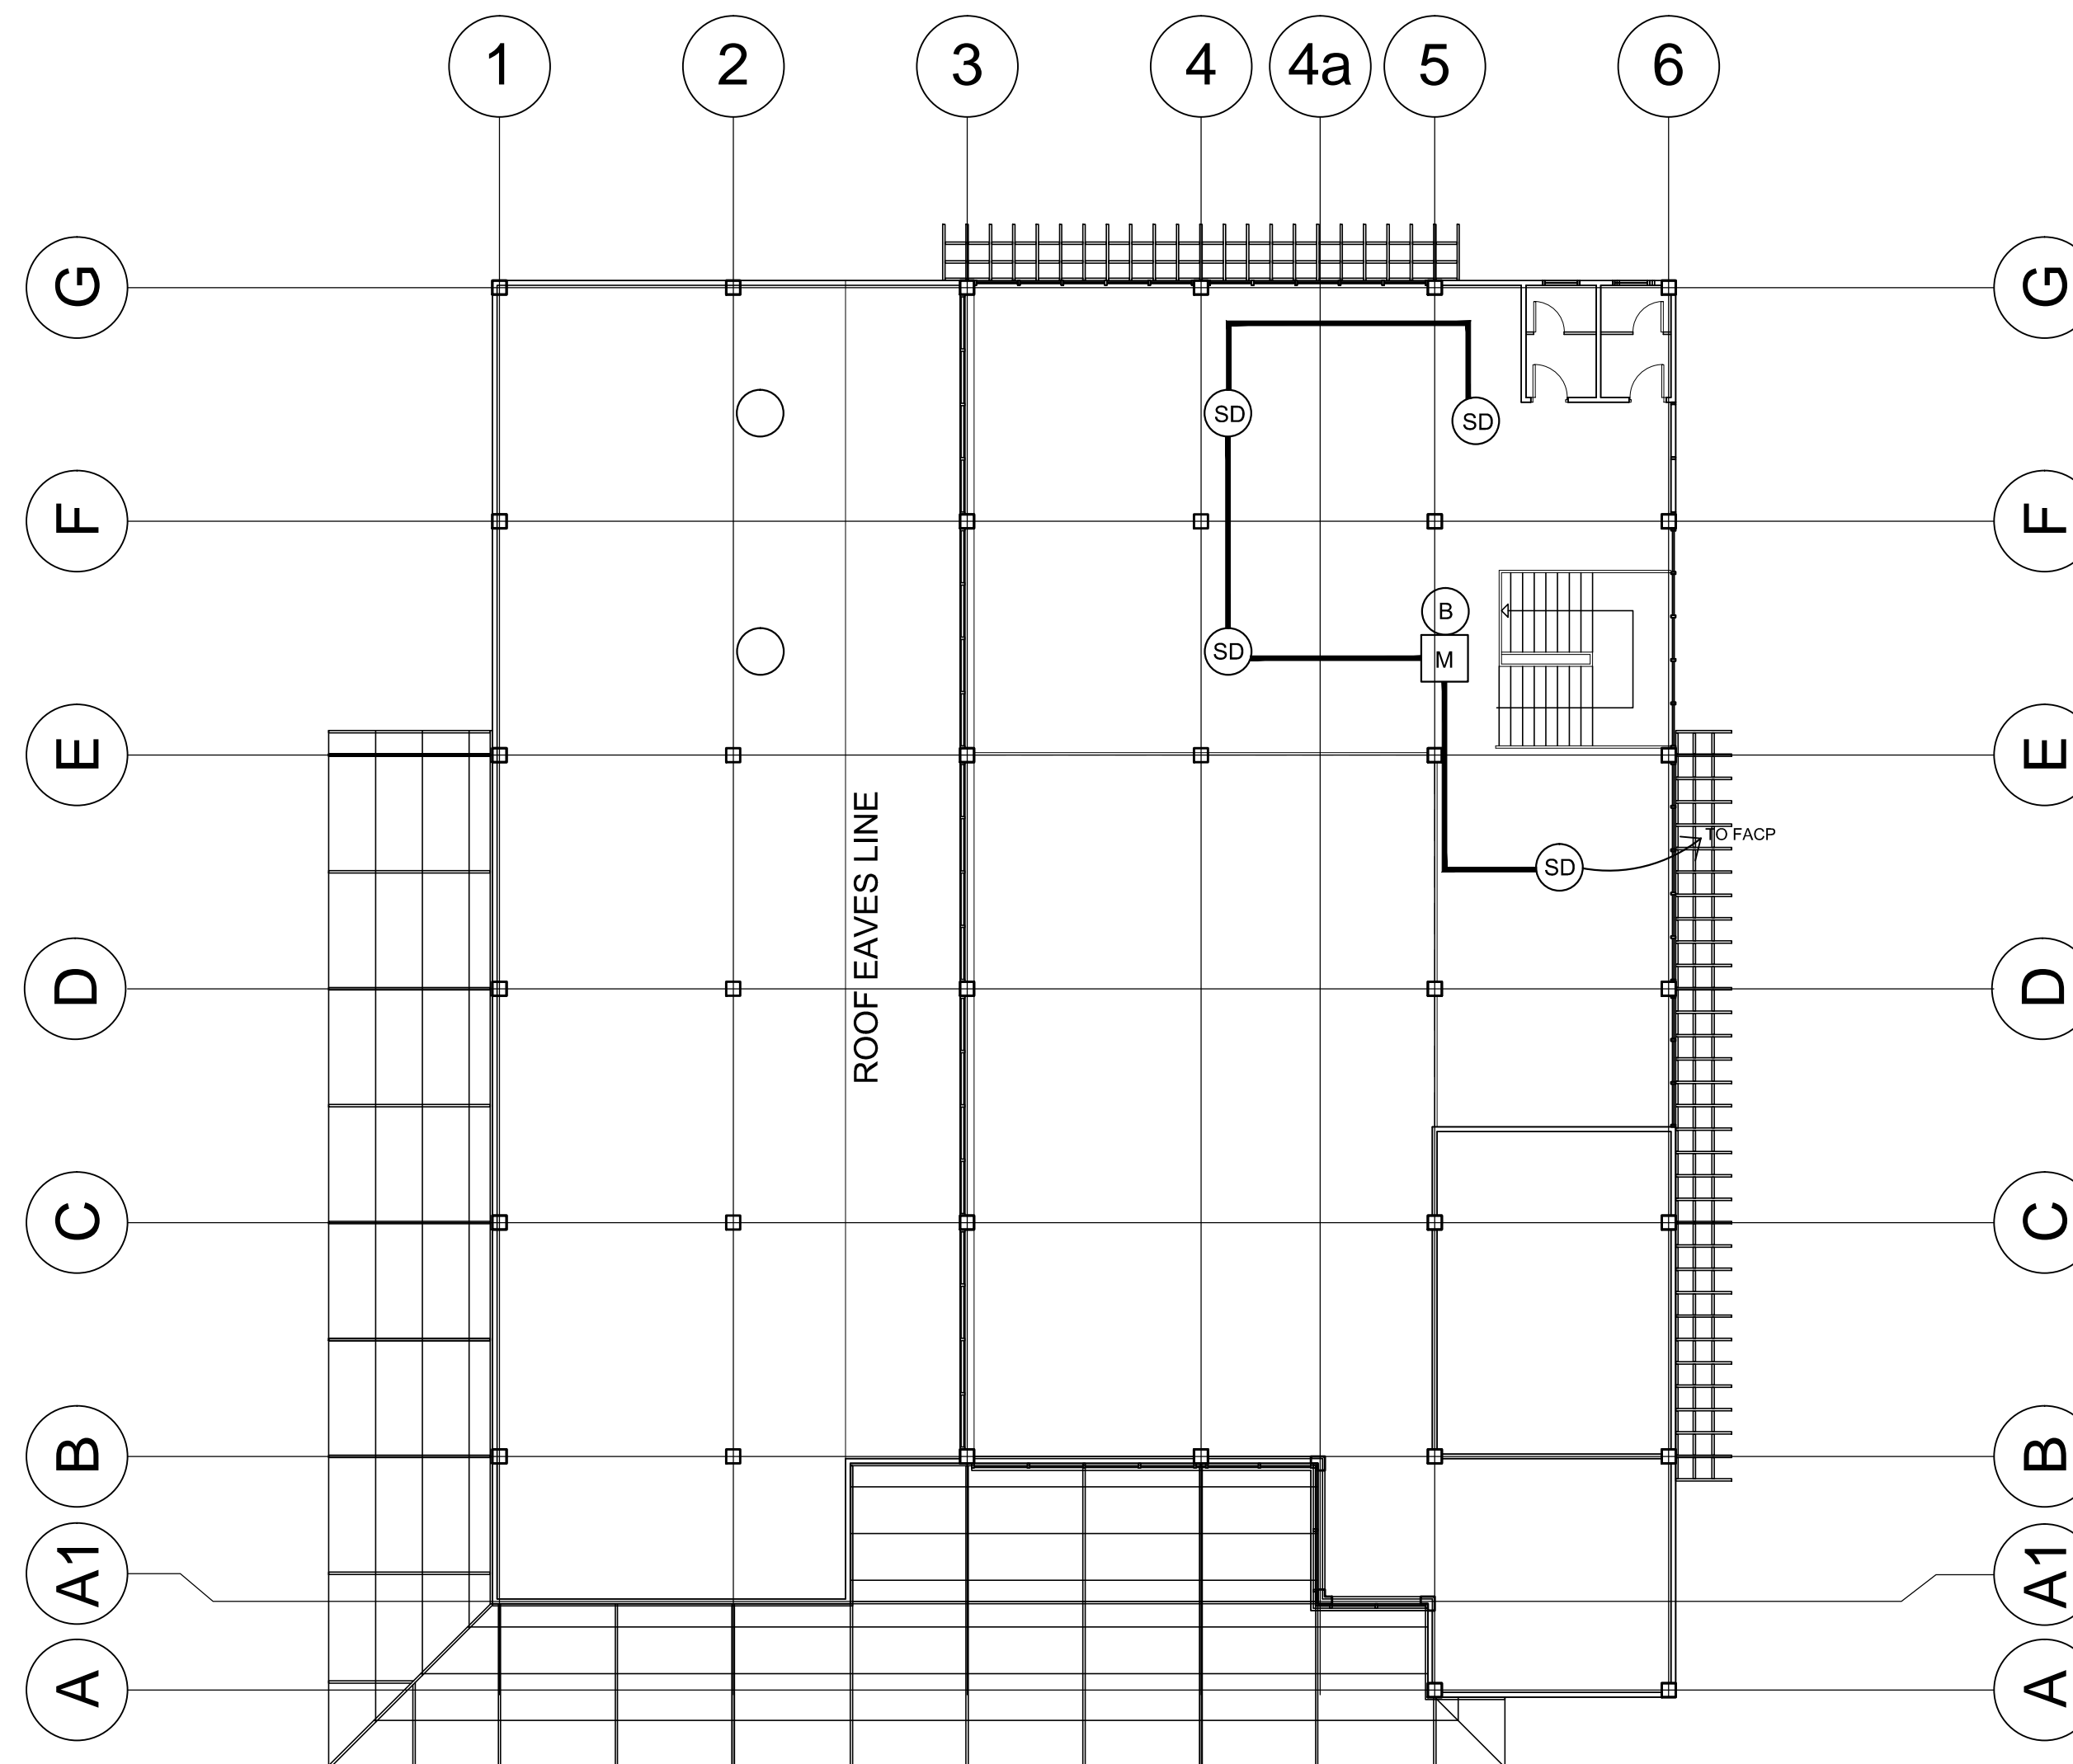 1 2 3 4 4a 5 6
G G
SD SD
F F
B
SD M
E E
TO FACP
SD
ROOF EAVES LINE
D D
C C
B B
A1 A1
A A